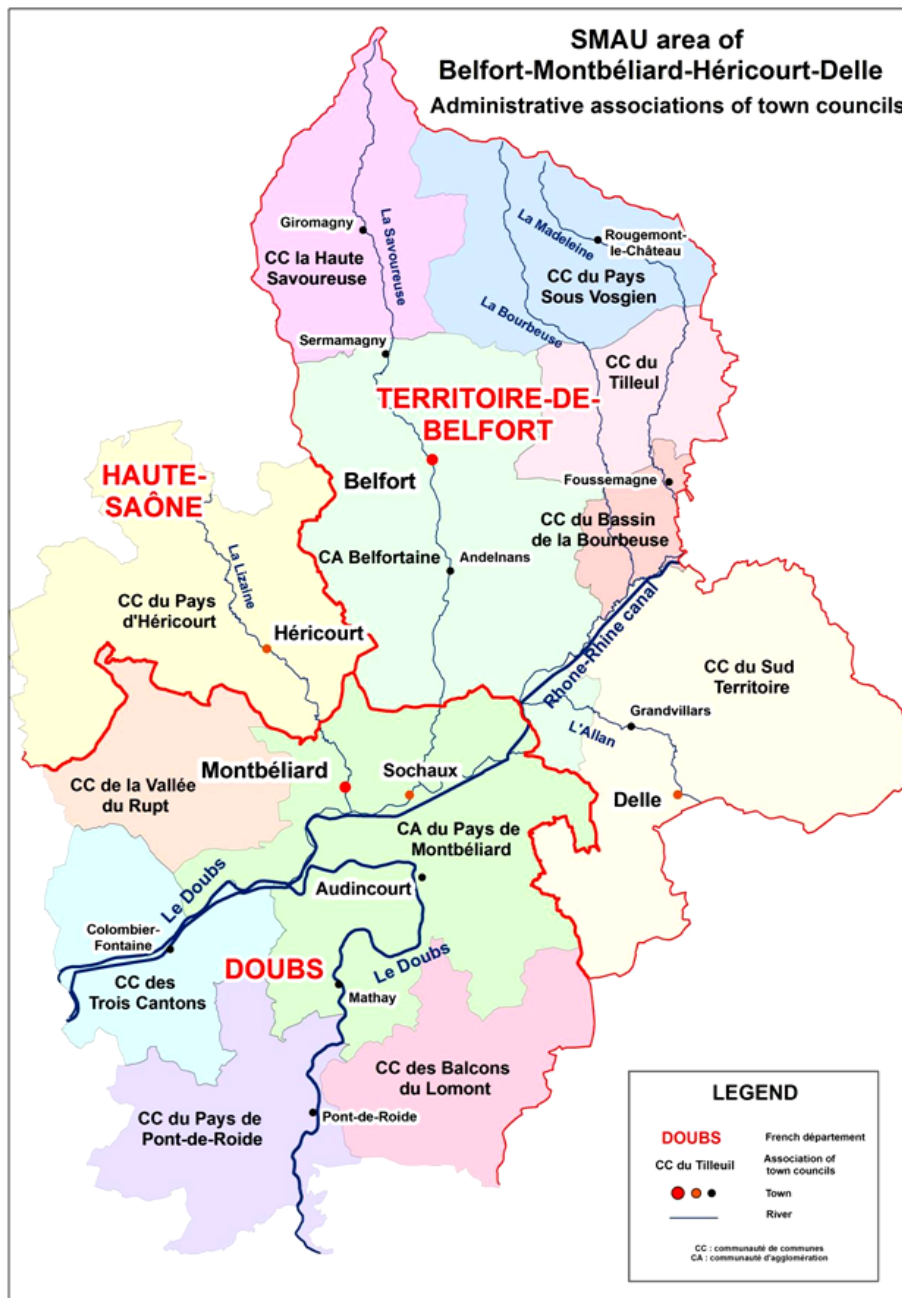 SMAU area of
Belfort-Montbéliard-Héricourt-Delle
Administrative associations of town councils
Giromagny
La Savoureuse
CC la Haute
Savoureuse
La Madeleine
Rougemont-
le-Château
CC du Pays
Sous Vosgien
La Bourbeuse
Sermamagny
CC du
Tilleul
TERRITOIRE-DE-
BELFORT
HAUTE-
SAÔNE
Belfort
Foussemagne
CC du Bassin
de la Bourbeuse
La Lizaine
CA Belfortaine
Andelnans
CC du Pays
d'Héricourt
Héricourt
Rhone-Rhine canal
CC du Sud
Territoire
Grandvillars
L'Allan
Montbéliard
Sochaux
CC de la Vallée
du Rupt
Delle
CA du Pays de
Montbéliard
Le Doubs
Audincourt
Colombier-
Fontaine
DOUBS
Le Doubs
CC des
Trois Cantons
Mathay
CC des Balcons
du Lomont
CC du Pays de
Pont-de-Roide
Pont-de-Roide
LEGEND
DOUBS French département
CC du Tilleuil Association of
town councils
Town
River
CC : communauté de communes
CA : communauté d'agglomération